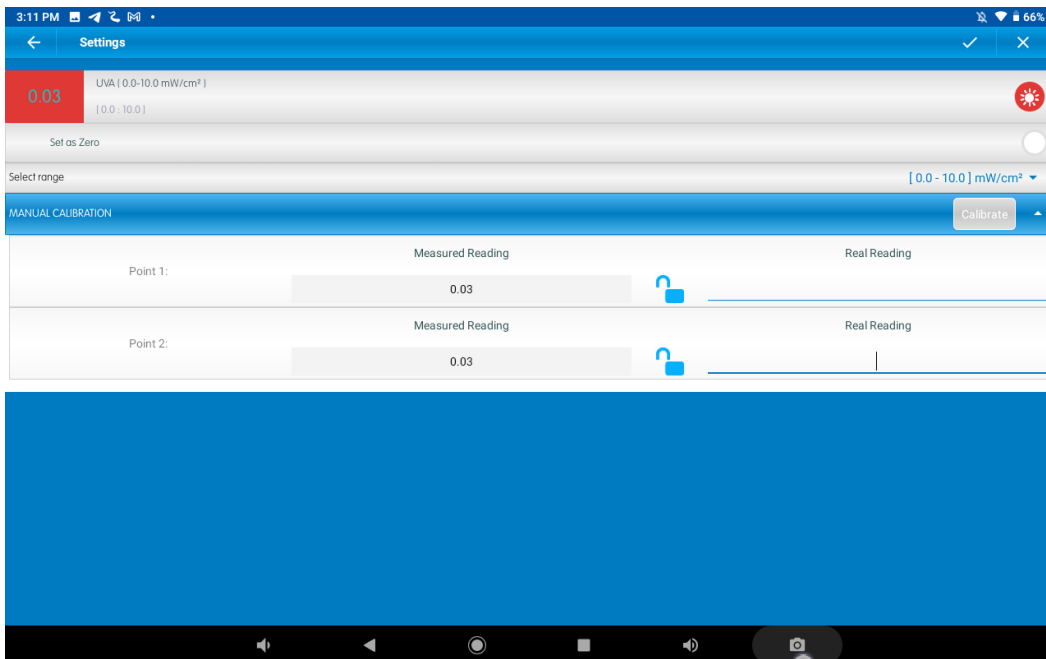 3:11 PM 66%
Settings
0.03
UVA ( 0.0-10.0 mW/cm² )
[ 0.0 : 10.0 ]
Set as Zero
Select range [ 0.0 - 10.0 ] mW/cm²
MANUAL CALIBRATION Calibrate
Measured Reading Real Reading
Point 1:
0.03
Measured Reading Real Reading
Point 2:
0.03